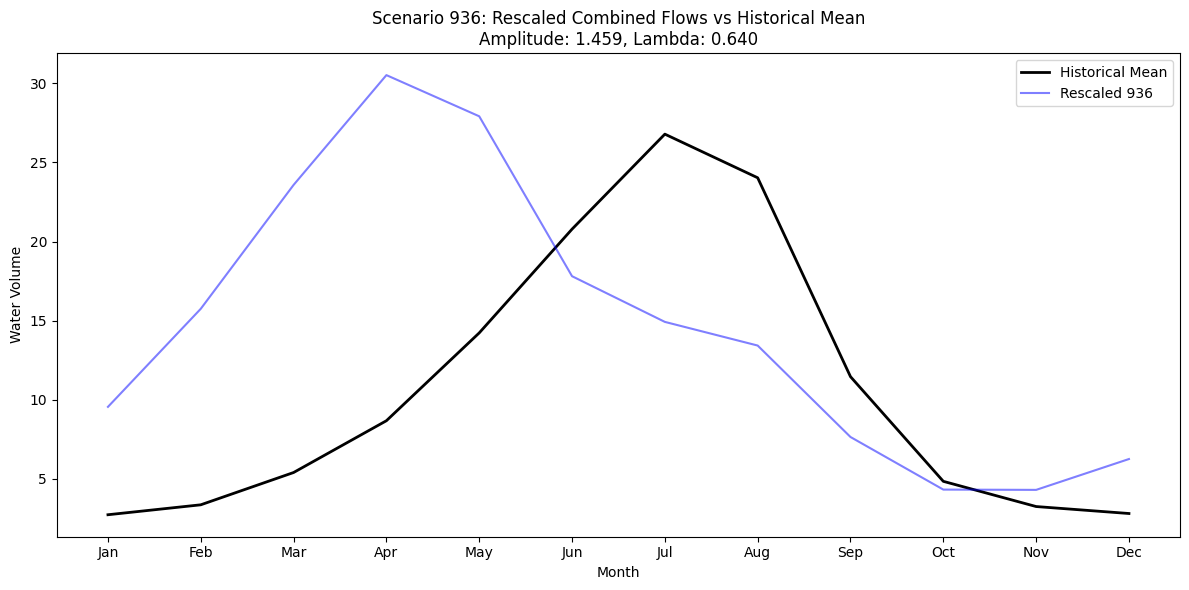 Scenario 936: Rescaled Combined Flows vs Historical Mean
Amplitude: 1.459, Lambda: 0.640
Historical Mean
Rescaled 936
Water Volume
30
25
20
15
10
5
Jan Feb Mar Apr May Jun Jul Aug Sep Oct Nov Dec
Month